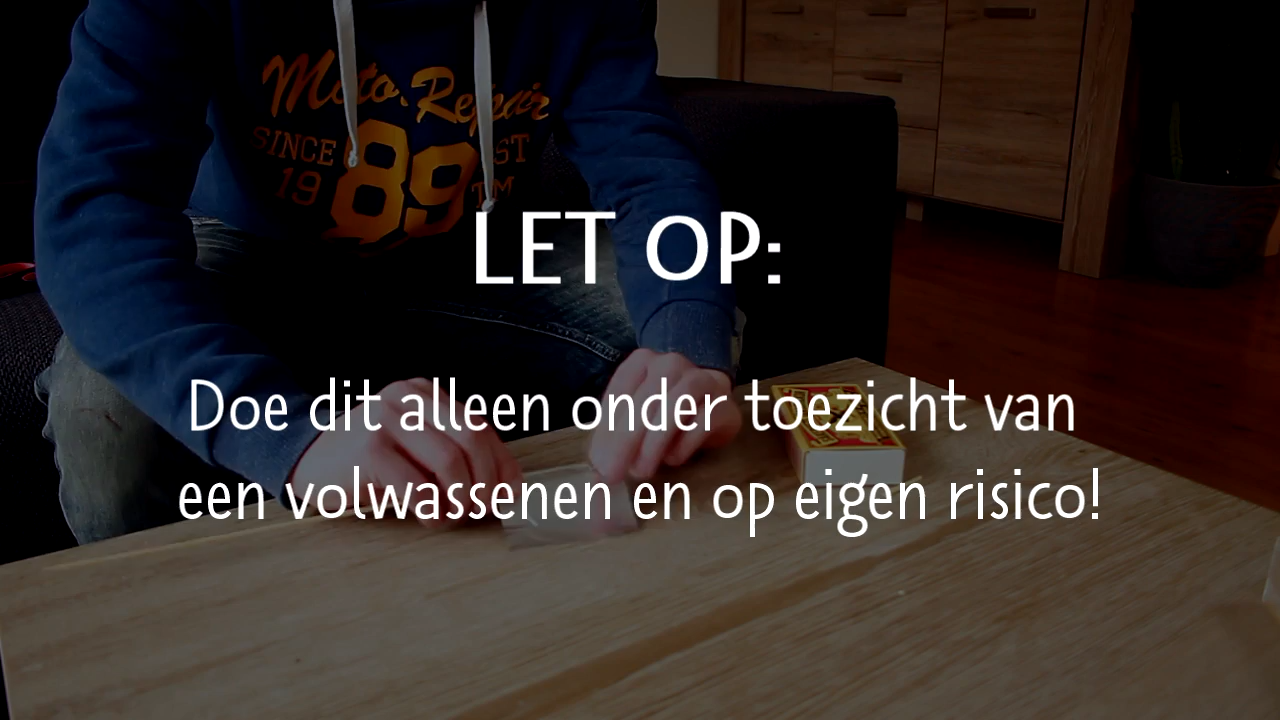 Moto. Repair
SINCE
19
89
ST
LET OP:
Doe dit alleen onder toezicht van
een volwassenen en op eigen risico!